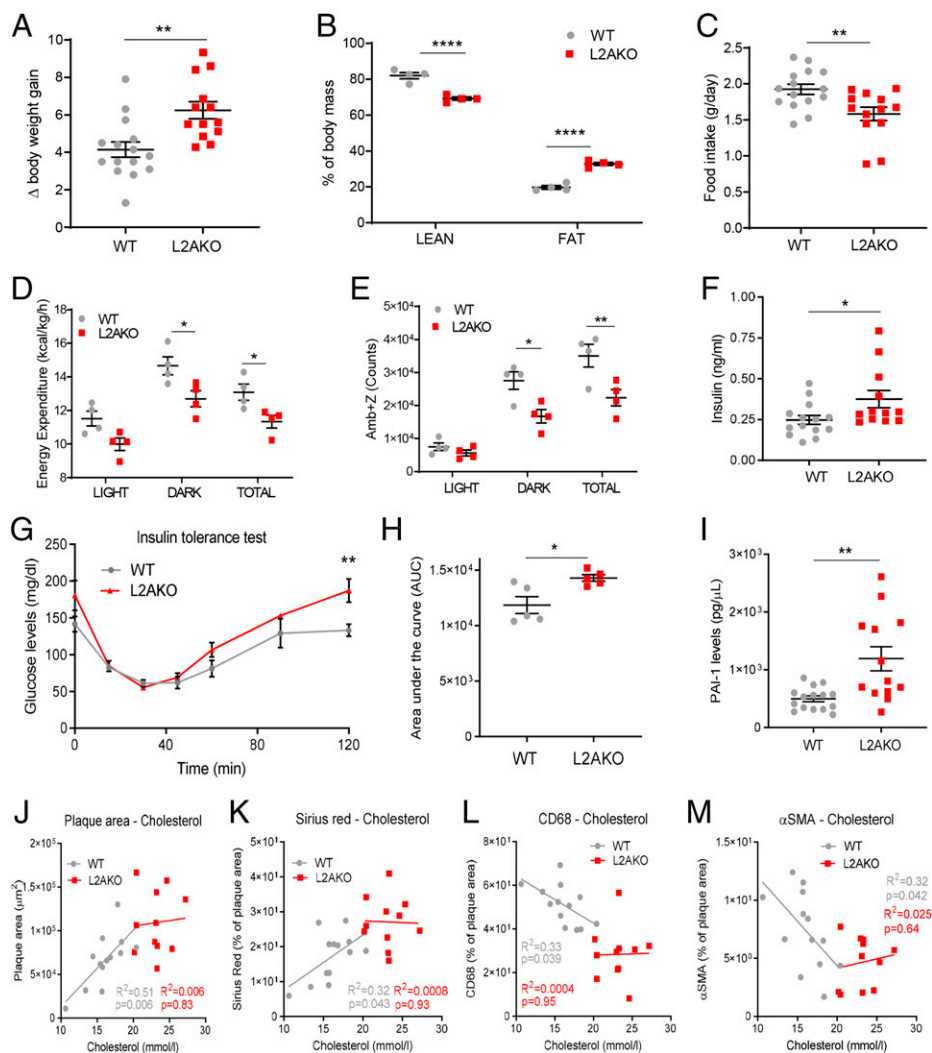 A
**
Δ body weight gain
10
8
6
4
2
0
WT
L2AKO
B
WT
L2AKO
****
****
% of body mass
100
80
60
40
20
0
LEAN
FAT
C
**
Food intake (g/day)
2.5
2.0
1.5
1.0
0.5
0.0
WT
L2AKO
D
WT
L2AKO
*
*
Energy Expenditure (kcal/kg/h)
18
16
14
12
10
8
LIGHT
DARK
TOTAL
E
WT
L2AKO
*
**
Amb+Z (Counts)
5×10⁴
4×10⁴
3×10⁴
2×10⁴
1×10⁴
0
LIGHT
DARK
TOTAL
F
*
Insulin (ng/ml)
1.00
0.75
0.50
0.25
0.00
WT
L2AKO
G
Insulin tolerance test
WT
L2AKO
**
Glucose levels (mg/dl)
250
200
150
100
50
0
0
40
80
120
Time (min)
H
*
Area under the curve (AUC)
1.5×10⁴
1×10⁴
0
WT
L2AKO
I
**
PAI-1 levels (pg/μL)
3×10³
2×10³
1×10³
0
WT
L2AKO
J
Plaque area - Cholesterol
WT
L2AKO
Plaque area (μm²)
2×10⁵
2×10⁵
1×10⁵
5×10⁴
0
R²=0.51
p=0.006
R²=0.006
p=0.83
10
15
20
25
30
Cholesterol (mmol/l)
K
Sirius red - Cholesterol
WT
L2AKO
Sirius Red (% of plaque area)
5×10¹
4×10¹
3×10¹
2×10¹
1×10¹
0
R²=0.32
p=0.043
R²=0.0008
p=0.93
10
15
20
25
30
Cholesterol (mmol/l)
L
CD68 - Cholesterol
WT
L2AKO
CD68 (% of plaque area)
8×10¹
6×10¹
4×10¹
2×10¹
0
R²=0.33
p=0.039
R²=0.0004
p=0.95
10
15
20
25
30
Cholesterol (mmol/l)
M
αSMA - Cholesterol
WT
L2AKO
αSMA (% of plaque area)
2×10¹
1×10¹
5×10⁰
0
R²=0.32
p=0.042
R²=0.025
p=0.64
10
15
20
25
30
Cholesterol (mmol/l)